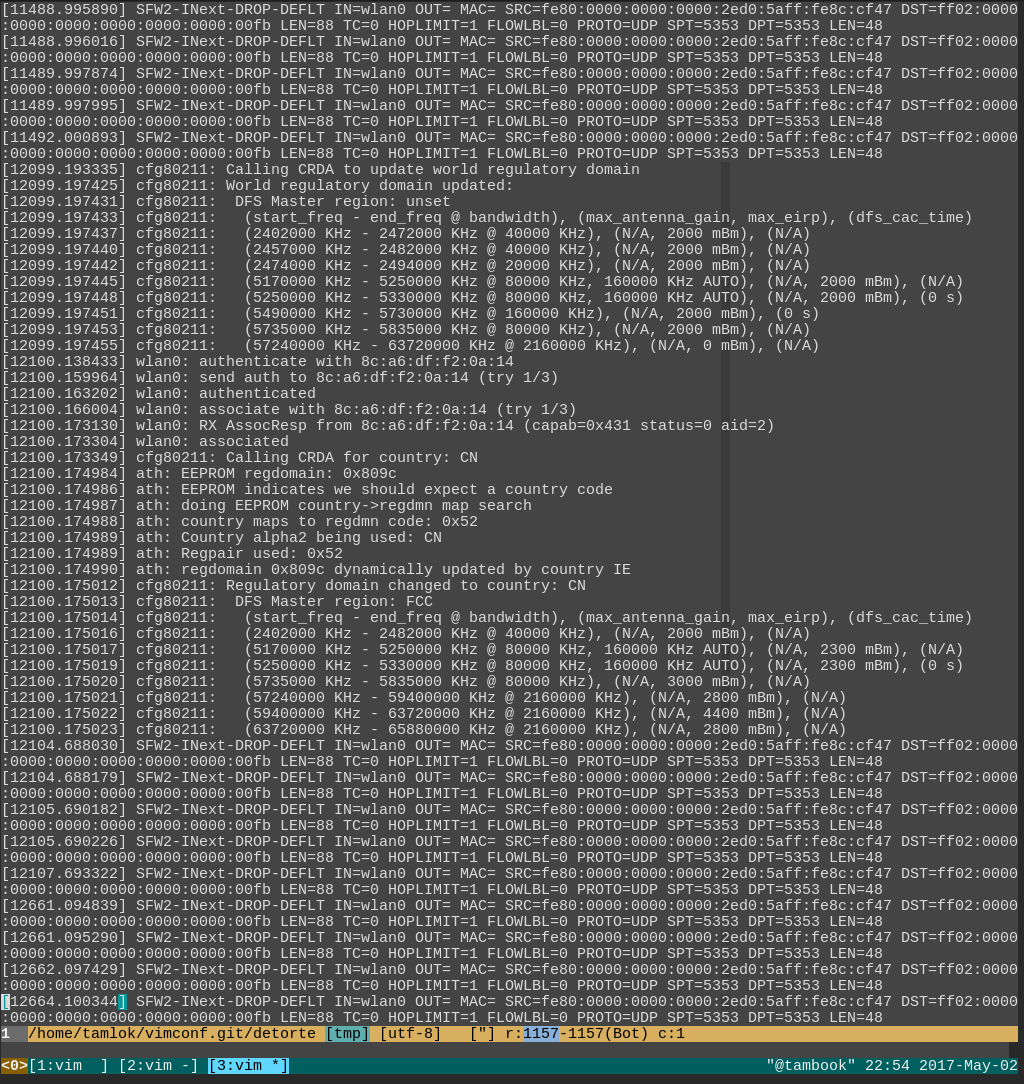 [11488.995890] SFW2-INext-DROP-DEFLT IN=wlan0 OUT= MAC= SRC=fe80:0000:0000:0000:2ed0:5aff:fe8c:cf47 DST=ff02:0000
:0000:0000:0000:0000:0000:00fb LEN=88 TC=0 HOPLIMIT=1 FLOWLBL=0 PROTO=UDP SPT=5353 DPT=5353 LEN=48
[11488.996016] SFW2-INext-DROP-DEFLT IN=wlan0 OUT= MAC= SRC=fe80:0000:0000:0000:2ed0:5aff:fe8c:cf47 DST=ff02:0000
:0000:0000:0000:0000:0000:00fb LEN=88 TC=0 HOPLIMIT=1 FLOWLBL=0 PROTO=UDP SPT=5353 DPT=5353 LEN=48
[11489.997874] SFW2-INext-DROP-DEFLT IN=wlan0 OUT= MAC= SRC=fe80:0000:0000:0000:2ed0:5aff:fe8c:cf47 DST=ff02:0000
:0000:0000:0000:0000:0000:00fb LEN=88 TC=0 HOPLIMIT=1 FLOWLBL=0 PROTO=UDP SPT=5353 DPT=5353 LEN=48
[11489.997995] SFW2-INext-DROP-DEFLT IN=wlan0 OUT= MAC= SRC=fe80:0000:0000:0000:2ed0:5aff:fe8c:cf47 DST=ff02:0000
:0000:0000:0000:0000:0000:00fb LEN=88 TC=0 HOPLIMIT=1 FLOWLBL=0 PROTO=UDP SPT=5353 DPT=5353 LEN=48
[11492.000893] SFW2-INext-DROP-DEFLT IN=wlan0 OUT= MAC= SRC=fe80:0000:0000:0000:2ed0:5aff:fe8c:cf47 DST=ff02:0000
:0000:0000:0000:0000:0000:00fb LEN=88 TC=0 HOPLIMIT=1 FLOWLBL=0 PROTO=UDP SPT=5353 DPT=5353 LEN=48
[12099.193335] cfg80211: Calling CRDA to update world regulatory domain
[12099.197425] cfg80211: World regulatory domain updated:
[12099.197431] cfg80211:  DFS Master region: unset
[12099.197433] cfg80211:   (start_freq - end_freq @ bandwidth), (max_antenna_gain, max_eirp), (dfs_cac_time)
[12099.197437] cfg80211:   (2402000 KHz - 2472000 KHz @ 40000 KHz), (N/A, 2000 mBm), (N/A)
[12099.197440] cfg80211:   (2457000 KHz - 2482000 KHz @ 40000 KHz), (N/A, 2000 mBm), (N/A)
[12099.197442] cfg80211:   (2474000 KHz - 2494000 KHz @ 20000 KHz), (N/A, 2000 mBm), (N/A)
[12099.197445] cfg80211:   (5170000 KHz - 5250000 KHz @ 80000 KHz, 160000 KHz AUTO), (N/A, 2000 mBm), (N/A)
[12099.197448] cfg80211:   (5250000 KHz - 5330000 KHz @ 80000 KHz, 160000 KHz AUTO), (N/A, 2000 mBm), (0 s)
[12099.197451] cfg80211:   (5490000 KHz - 5730000 KHz @ 160000 KHz), (N/A, 2000 mBm), (0 s)
[12099.197453] cfg80211:   (5735000 KHz - 5835000 KHz @ 80000 KHz), (N/A, 2000 mBm), (N/A)
[12099.197455] cfg80211:   (57240000 KHz - 63720000 KHz @ 2160000 KHz), (N/A, 0 mBm), (N/A)
[12100.138433] wlan0: authenticate with 8c:a6:df:f2:0a:14
[12100.159964] wlan0: send auth to 8c:a6:df:f2:0a:14 (try 1/3)
[12100.163202] wlan0: authenticated
[12100.166004] wlan0: associate with 8c:a6:df:f2:0a:14 (try 1/3)
[12100.173130] wlan0: RX AssocResp from 8c:a6:df:f2:0a:14 (capab=0x431 status=0 aid=2)
[12100.173304] wlan0: associated
[12100.173349] cfg80211: Calling CRDA for country: CN
[12100.174984] ath: EEPROM regdomain: 0x809c
[12100.174986] ath: EEPROM indicates we should expect a country code
[12100.174987] ath: doing EEPROM country->regdmn map search
[12100.174988] ath: country maps to regdmn code: 0x52
[12100.174989] ath: Country alpha2 being used: CN
[12100.174989] ath: Regpair used: 0x52
[12100.174990] ath: regdomain 0x809c dynamically updated by country IE
[12100.175012] cfg80211: Regulatory domain changed to country: CN
[12100.175013] cfg80211:  DFS Master region: FCC
[12100.175014] cfg80211:   (start_freq - end_freq @ bandwidth), (max_antenna_gain, max_eirp), (dfs_cac_time)
[12100.175016] cfg80211:   (2402000 KHz - 2482000 KHz @ 40000 KHz), (N/A, 2000 mBm), (N/A)
[12100.175017] cfg80211:   (5170000 KHz - 5250000 KHz @ 80000 KHz, 160000 KHz AUTO), (N/A, 2300 mBm), (N/A)
[12100.175019] cfg80211:   (5250000 KHz - 5330000 KHz @ 80000 KHz, 160000 KHz AUTO), (N/A, 2300 mBm), (0 s)
[12100.175020] cfg80211:   (5735000 KHz - 5835000 KHz @ 80000 KHz), (N/A, 3000 mBm), (N/A)
[12100.175021] cfg80211:   (57240000 KHz - 59400000 KHz @ 2160000 KHz), (N/A, 2800 mBm), (N/A)
[12100.175022] cfg80211:   (59400000 KHz - 63720000 KHz @ 2160000 KHz), (N/A, 4400 mBm), (N/A)
[12100.175023] cfg80211:   (63720000 KHz - 65880000 KHz @ 2160000 KHz), (N/A, 2800 mBm), (N/A)
[12104.688030] SFW2-INext-DROP-DEFLT IN=wlan0 OUT= MAC= SRC=fe80:0000:0000:0000:2ed0:5aff:fe8c:cf47 DST=ff02:0000
:0000:0000:0000:0000:0000:00fb LEN=88 TC=0 HOPLIMIT=1 FLOWLBL=0 PROTO=UDP SPT=5353 DPT=5353 LEN=48
[12104.688179] SFW2-INext-DROP-DEFLT IN=wlan0 OUT= MAC= SRC=fe80:0000:0000:0000:2ed0:5aff:fe8c:cf47 DST=ff02:0000
:0000:0000:0000:0000:0000:00fb LEN=88 TC=0 HOPLIMIT=1 FLOWLBL=0 PROTO=UDP SPT=5353 DPT=5353 LEN=48
[12105.690182] SFW2-INext-DROP-DEFLT IN=wlan0 OUT= MAC= SRC=fe80:0000:0000:0000:2ed0:5aff:fe8c:cf47 DST=ff02:0000
:0000:0000:0000:0000:0000:00fb LEN=88 TC=0 HOPLIMIT=1 FLOWLBL=0 PROTO=UDP SPT=5353 DPT=5353 LEN=48
[12105.690226] SFW2-INext-DROP-DEFLT IN=wlan0 OUT= MAC= SRC=fe80:0000:0000:0000:2ed0:5aff:fe8c:cf47 DST=ff02:0000
:0000:0000:0000:0000:0000:00fb LEN=88 TC=0 HOPLIMIT=1 FLOWLBL=0 PROTO=UDP SPT=5353 DPT=5353 LEN=48
[12107.693322] SFW2-INext-DROP-DEFLT IN=wlan0 OUT= MAC= SRC=fe80:0000:0000:0000:2ed0:5aff:fe8c:cf47 DST=ff02:0000
:0000:0000:0000:0000:0000:00fb LEN=88 TC=0 HOPLIMIT=1 FLOWLBL=0 PROTO=UDP SPT=5353 DPT=5353 LEN=48
[12661.094839] SFW2-INext-DROP-DEFLT IN=wlan0 OUT= MAC= SRC=fe80:0000:0000:0000:2ed0:5aff:fe8c:cf47 DST=ff02:0000
:0000:0000:0000:0000:0000:00fb LEN=88 TC=0 HOPLIMIT=1 FLOWLBL=0 PROTO=UDP SPT=5353 DPT=5353 LEN=48
[12661.095290] SFW2-INext-DROP-DEFLT IN=wlan0 OUT= MAC= SRC=fe80:0000:0000:0000:2ed0:5aff:fe8c:cf47 DST=ff02:0000
:0000:0000:0000:0000:0000:00fb LEN=88 TC=0 HOPLIMIT=1 FLOWLBL=0 PROTO=UDP SPT=5353 DPT=5353 LEN=48
[12662.097429] SFW2-INext-DROP-DEFLT IN=wlan0 OUT= MAC= SRC=fe80:0000:0000:0000:2ed0:5aff:fe8c:cf47 DST=ff02:0000
:0000:0000:0000:0000:0000:00fb LEN=88 TC=0 HOPLIMIT=1 FLOWLBL=0 PROTO=UDP SPT=5353 DPT=5353 LEN=48
[12664.100344] SFW2-INext-DROP-DEFLT IN=wlan0 OUT= MAC= SRC=fe80:0000:0000:0000:2ed0:5aff:fe8c:cf47 DST=ff02:0000
:0000:0000:0000:0000:0000:00fb LEN=88 TC=0 HOPLIMIT=1 FLOWLBL=0 PROTO=UDP SPT=5353 DPT=5353 LEN=48
1  /home/tamlok/vimconf.git/detorte [tmp] [utf-8]   ["] r:1157-1157(Bot) c:1
<0>[1:vim  ] [2:vim -] [3:vim *] "@tambook" 22:54 2017-May-02